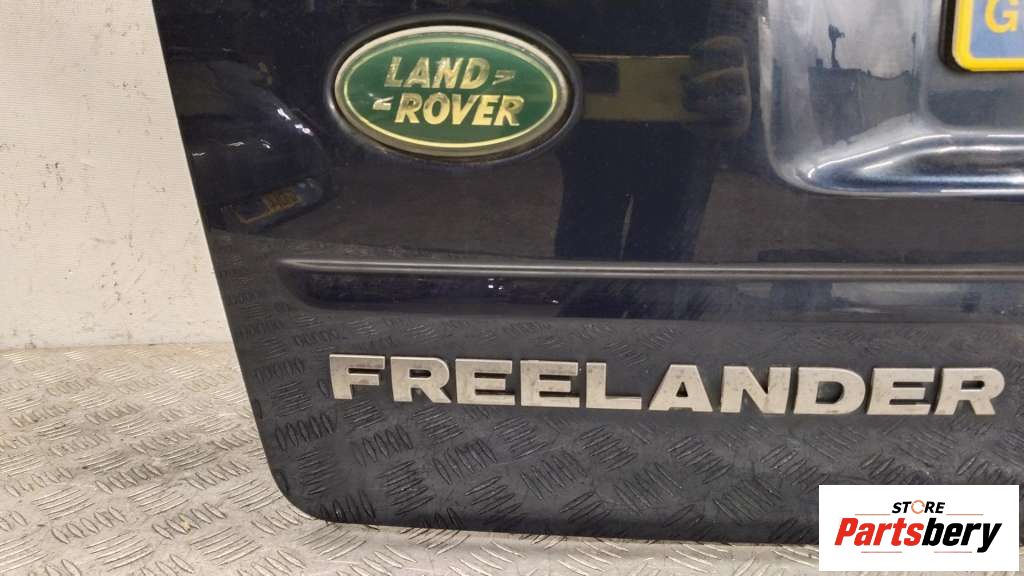 LAND
ROVER
G
FREELANDER
STORE
Partsbery